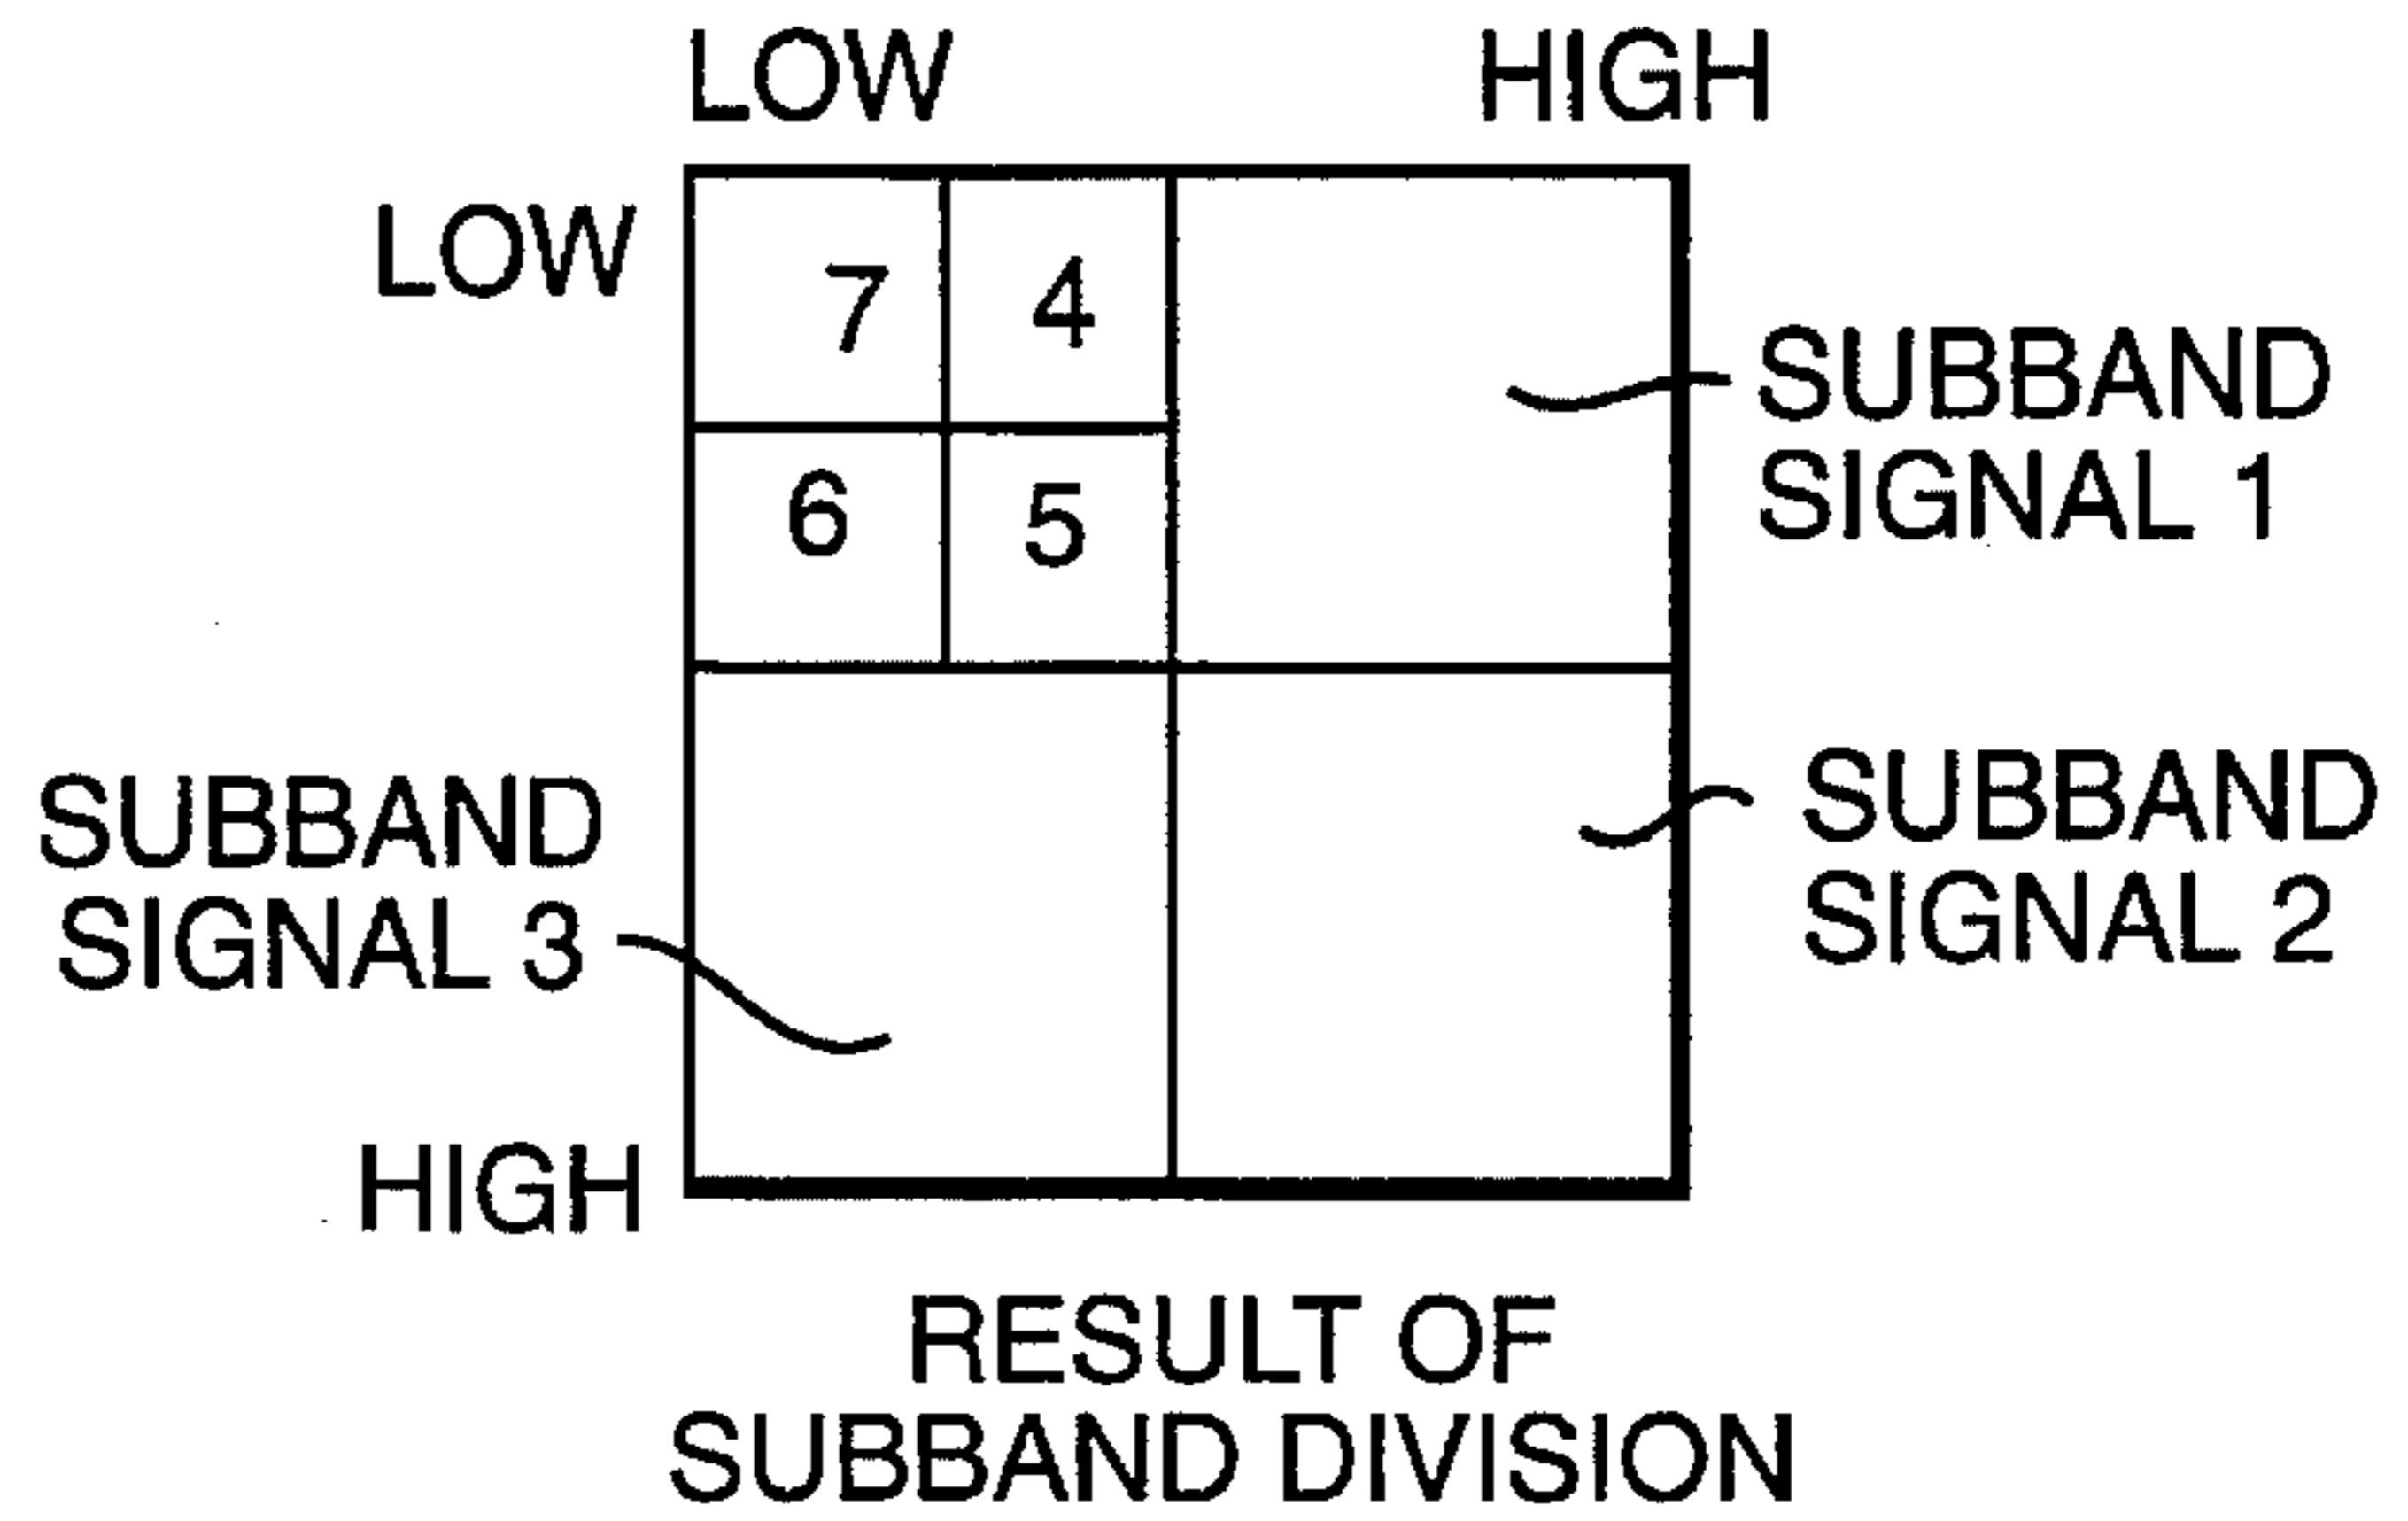 LOW HIGH
LOW
7 4
SUBBAND
SIGNAL 1
6 5
SUBBAND
SIGNAL 2
SUBBAND
SIGNAL 3
HIGH
RESULT OF
SUBBAND DIVISION